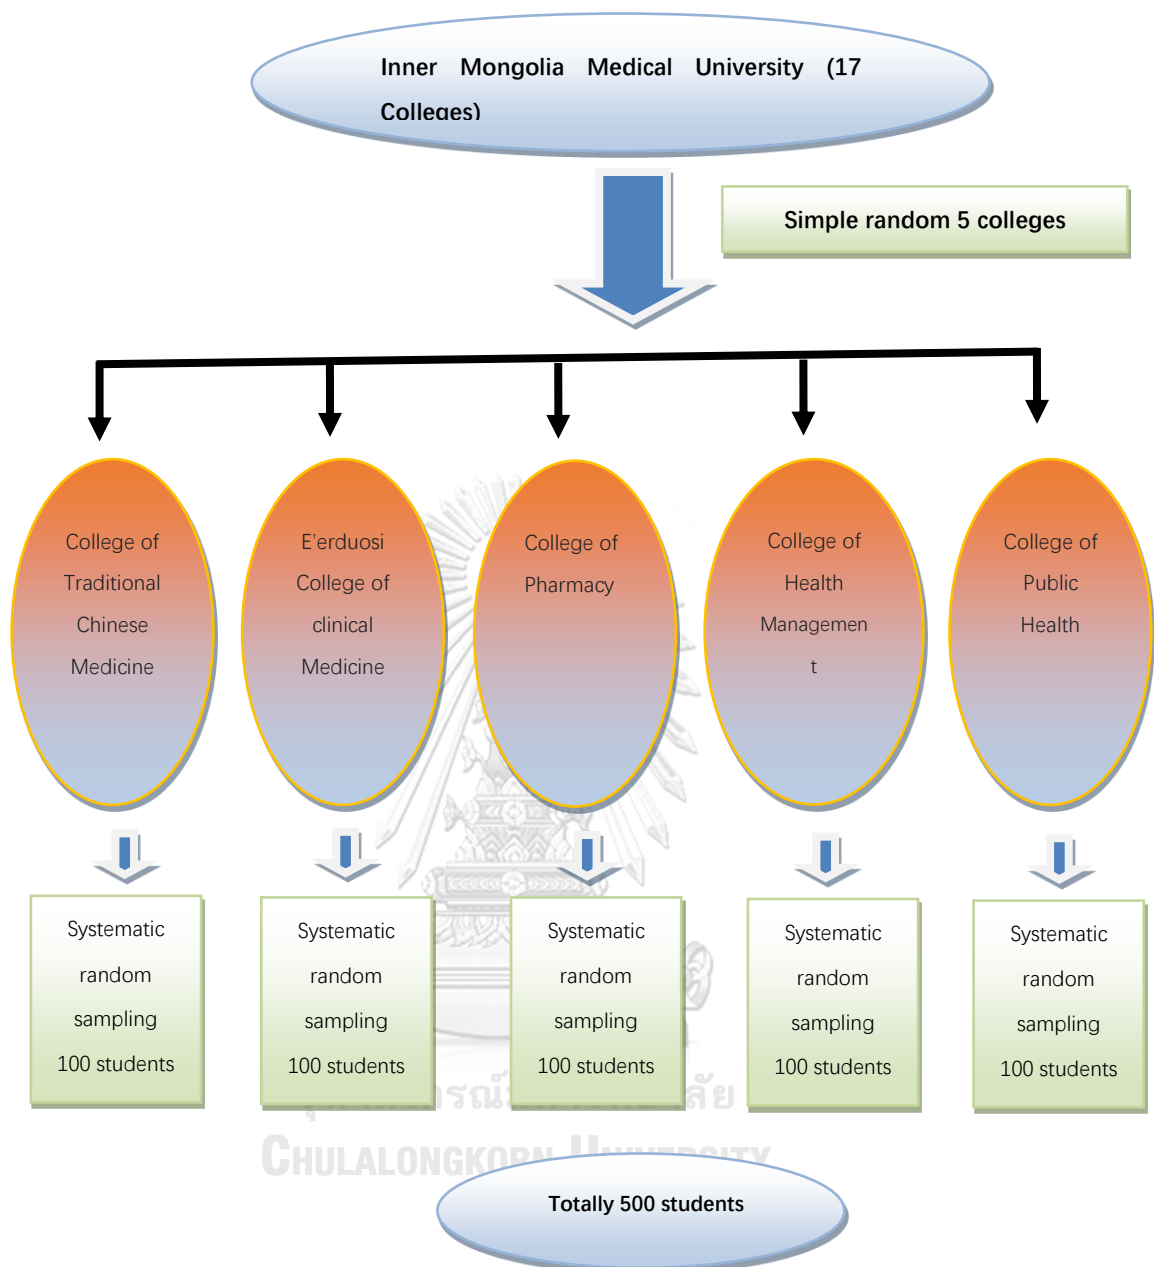 Inner Mongolia Medical University (17
Colleges)
Simple random 5 colleges
College of
Traditional
Chinese
Medicine
E'erduosi
College of
clinical
Medicine
College of
Pharmacy
College of
Health
Managemen
t
College of
Public
Health
Systematic
random
sampling
100 students
Systematic
random
sampling
100 students
Systematic
random
sampling
100 students
Systematic
random
sampling
100 students
Systematic
random
sampling
100 students
CHULALONGKORN UNIVERSITY
Totally 500 students